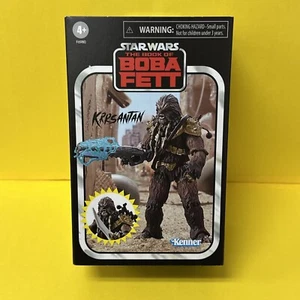 4+
WARNING:
CHOKING HAZARD-Small parts.
Not for children under 3 years.
STAR WARS
THE BOOK OF
BOBA
FETT
KRRSANTAN
Kenner